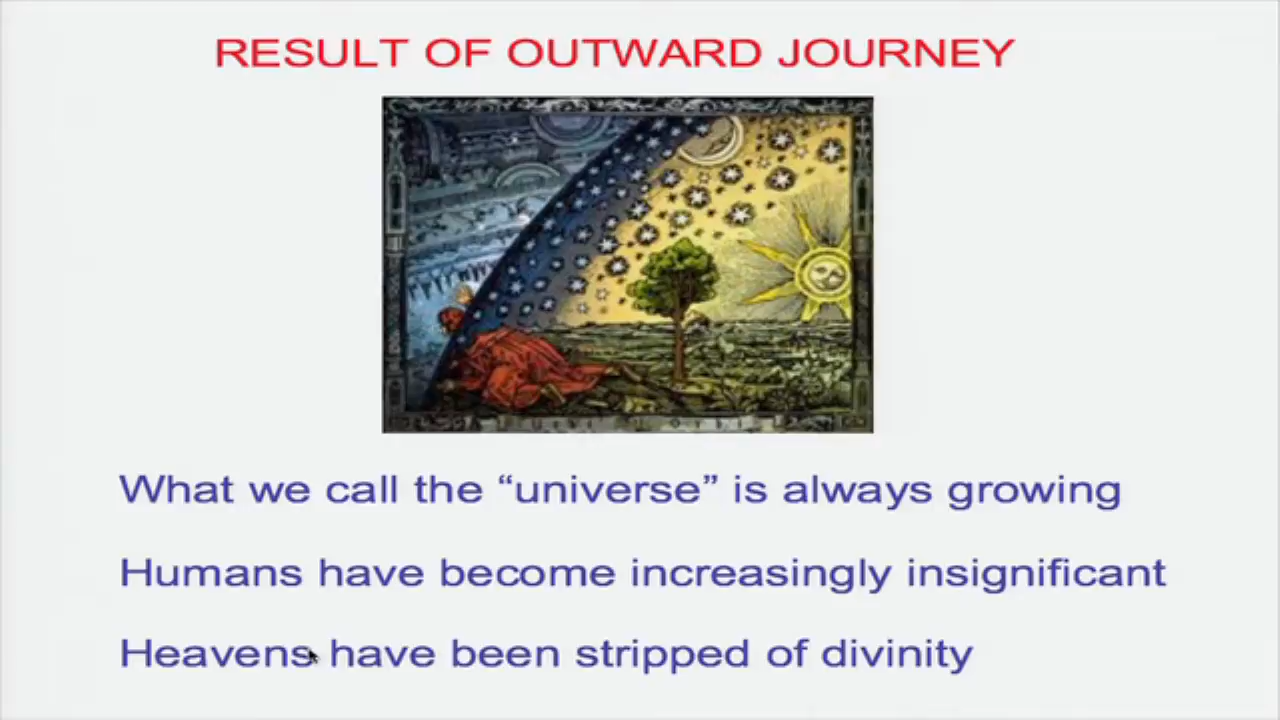 RESULT OF OUTWARD JOURNEY
What we call the “universe” is always growing
Humans have become increasingly insignificant
Heavens have been stripped of divinity